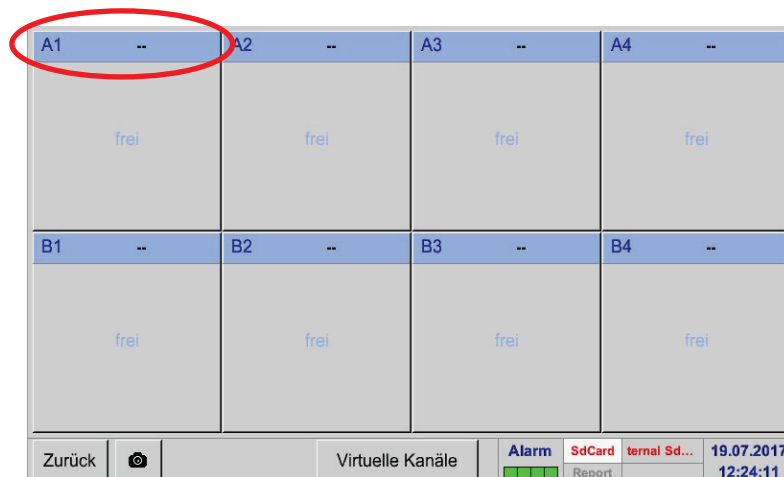 A1 -- A2 -- A3 -- A4 --
frei frei frei frei
B1 -- B2 -- B3 -- B4 --
frei frei frei frei
Zurück Virtuelle Kanäle Alarm SdCard ternal Sd... 19.07.2017
Report 12:24:11